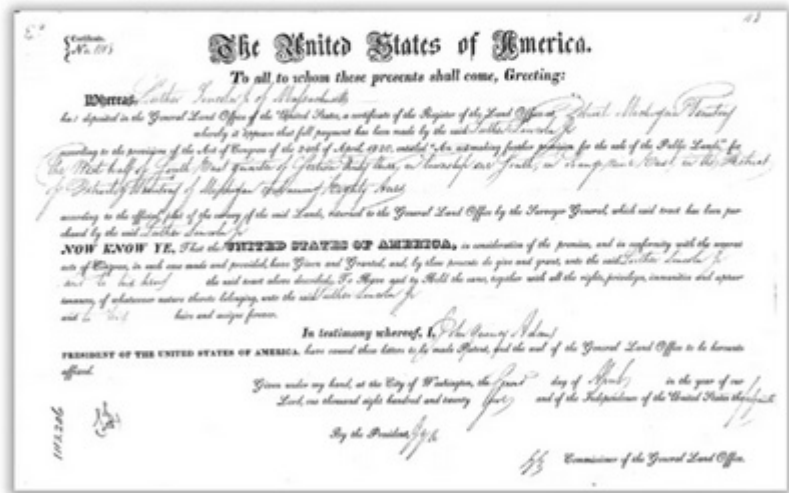 48
Certificate
No. 1113
The United States of America.
To all to whom these presents shall come, Greeting:
Whereas, Luther Lincoln Jr of Massachusetts
has deposited in the General Land Office of the United States, a certificate of the Register of the Land Office at Detroit Michigan Territory
whereby it appears that full payment has been made by the said Luther Lincoln Jr
according to the provision of the Act of Congress of the 24th of April, 1820, entitled "An act making further provision for the sale of the Public Lands," for
The West half of South East quarter of Section thirty three, in township one South, in Range nine East, in the District
of Detroit Territory of Michigan containing Eighty Acres
according to the official plat of the survey of the said Lands, returned to the General Land Office by the Surveyor General, which said tract has been pur-
chased by the said Luther Lincoln Jr
NOW KNOW YE, That the UNITED STATES OF AMERICA, in consideration of the premises, and in conformity with the several
acts of Congress, in such case made and provided, have Given and Granted, and, by these presents do give and grant, unto the said Luther Lincoln Jr
and to his heirs the said tract above described; To Have and to Hold the same, together with all the rights, privileges, immunities and appur-
tenances, of whatsoever nature thereto belonging, unto the said Luther Lincoln Jr
and to his heirs and assigns forever.
In testimony whereof, I, John Quincy Adams
PRESIDENT OF THE UNITED STATES OF AMERICA, have caused these letters to be made Patent, and the seal of the General Land Office to be hereunto
affixed.
Given under my hand, at the City of Washington, the day of April in the year of our
Lord, one thousand eight hundred and twenty five and of the Independence of the United States the
By the President,
Commissioner of the General Land Office.